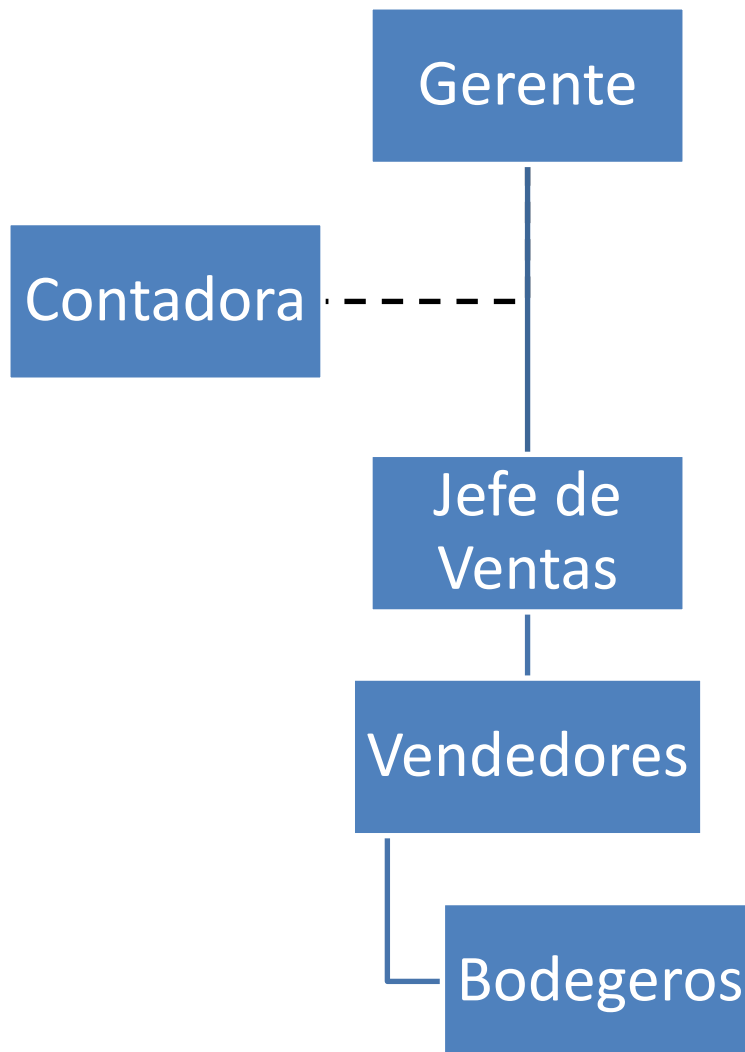 Gerente
Contadora
Jefe de
Ventas
Vendedores
Bodegeros